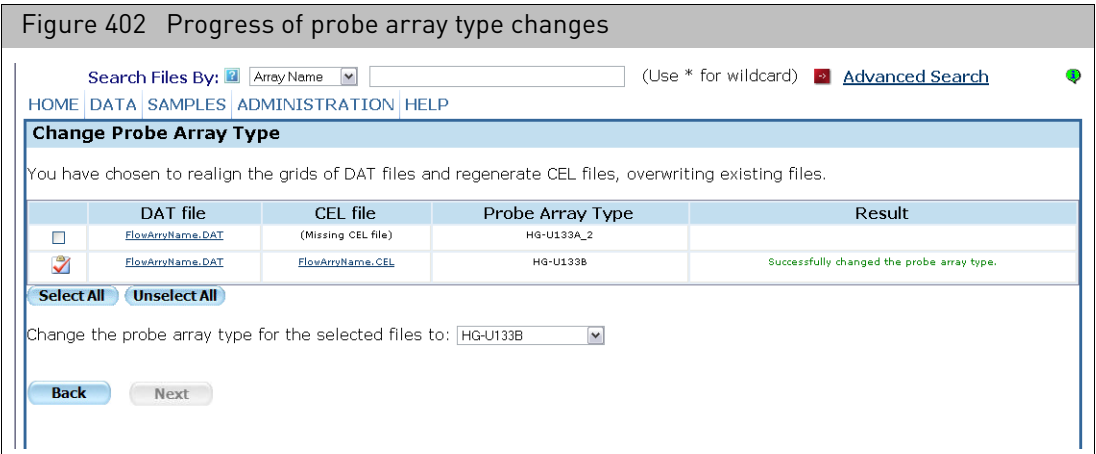 Figure 402 Progress of probe array type changes
Search Files By: ? Array Name (Use * for wildcard) Advanced Search
HOME DATA SAMPLES ADMINISTRATION HELP
Change Probe Array Type
You have chosen to realign the grids of DAT files and regenerate CEL files, overwriting existing files.
DAT file CEL file Probe Array Type Result
FlowArryName.DAT (Missing CEL file) HG-U133A_2
FlowArryName.DAT FlowArryName.CEL HG-U133B Successfully changed the probe array type.
Select All Unselect All
Change the probe array type for the selected files to: HG-U133B
Back Next